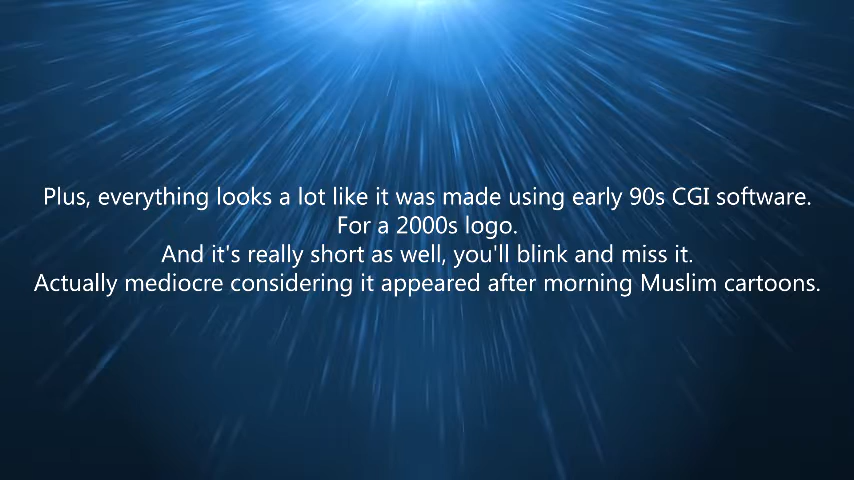 Plus, everything looks a lot like it was made using early 90s CGI software.
For a 2000s logo.
And it's really short as well, you'll blink and miss it.
Actually mediocre considering it appeared after morning Muslim cartoons.